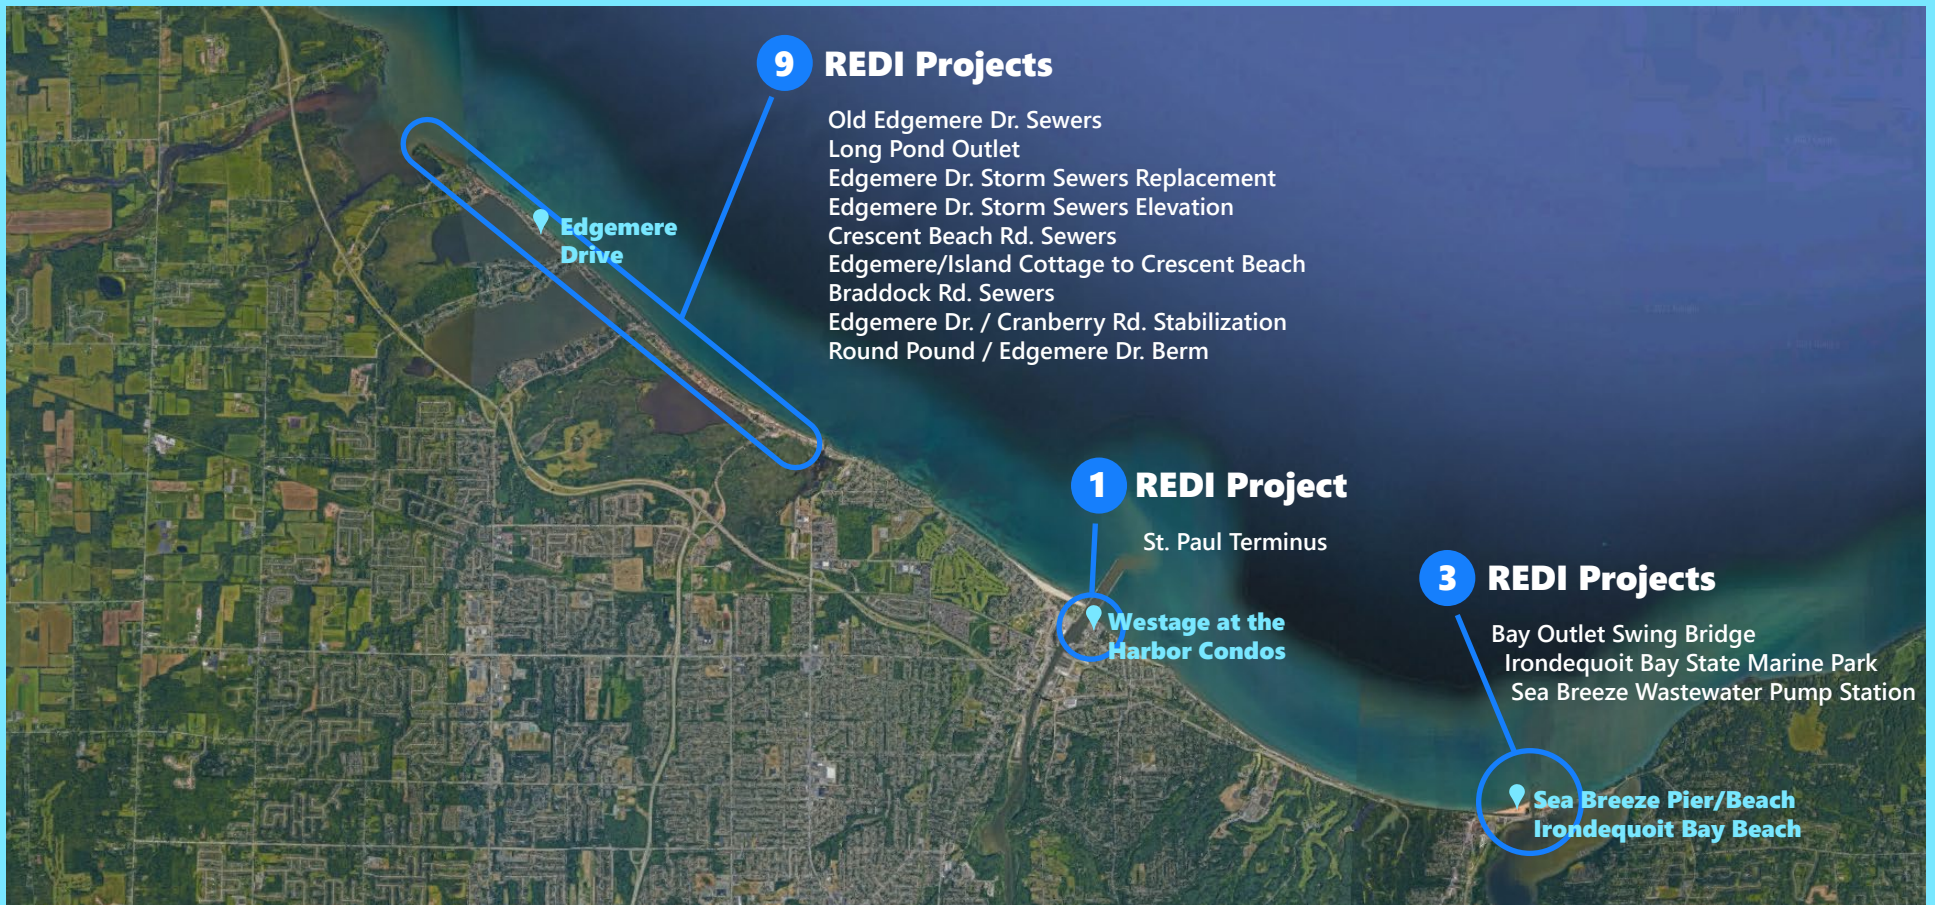 9 REDI Projects
Old Edgemere Dr. Sewers
Long Pond Outlet
Edgemere Dr. Storm Sewers Replacement
Edgemere Dr. Storm Sewers Elevation
Crescent Beach Rd. Sewers
Edgemere/Island Cottage to Crescent Beach
Braddock Rd. Sewers
Edgemere Dr. / Cranberry Rd. Stabilization
Round Pound / Edgemere Dr. Berm
Edgemere
Drive
1 REDI Project
St. Paul Terminus
Westage at the
Harbor Condos
3 REDI Projects
Bay Outlet Swing Bridge
Irondequoit Bay State Marine Park
Sea Breeze Wastewater Pump Station
Sea Breeze Pier/Beach
Irondequoit Bay Beach